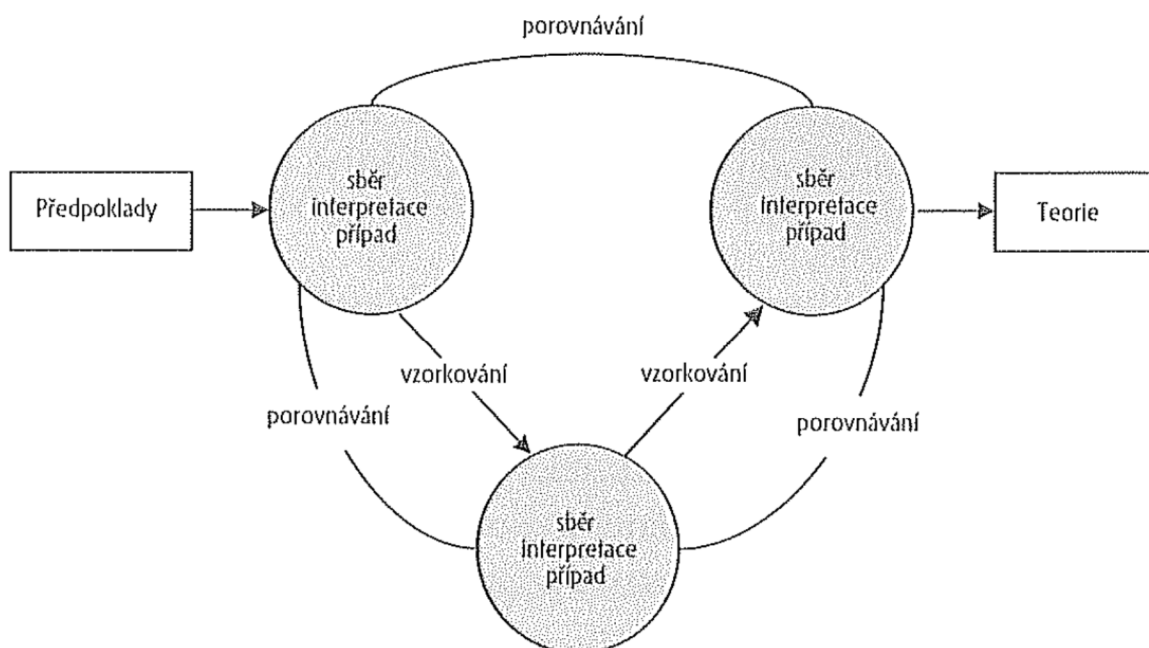 porovnávání
sběr
interpretace
případ
sběr
interpretace
případ
Předpoklady
Teorie
vzorkování
vzorkování
porovnávání
porovnávání
sběr
interpretace
případ